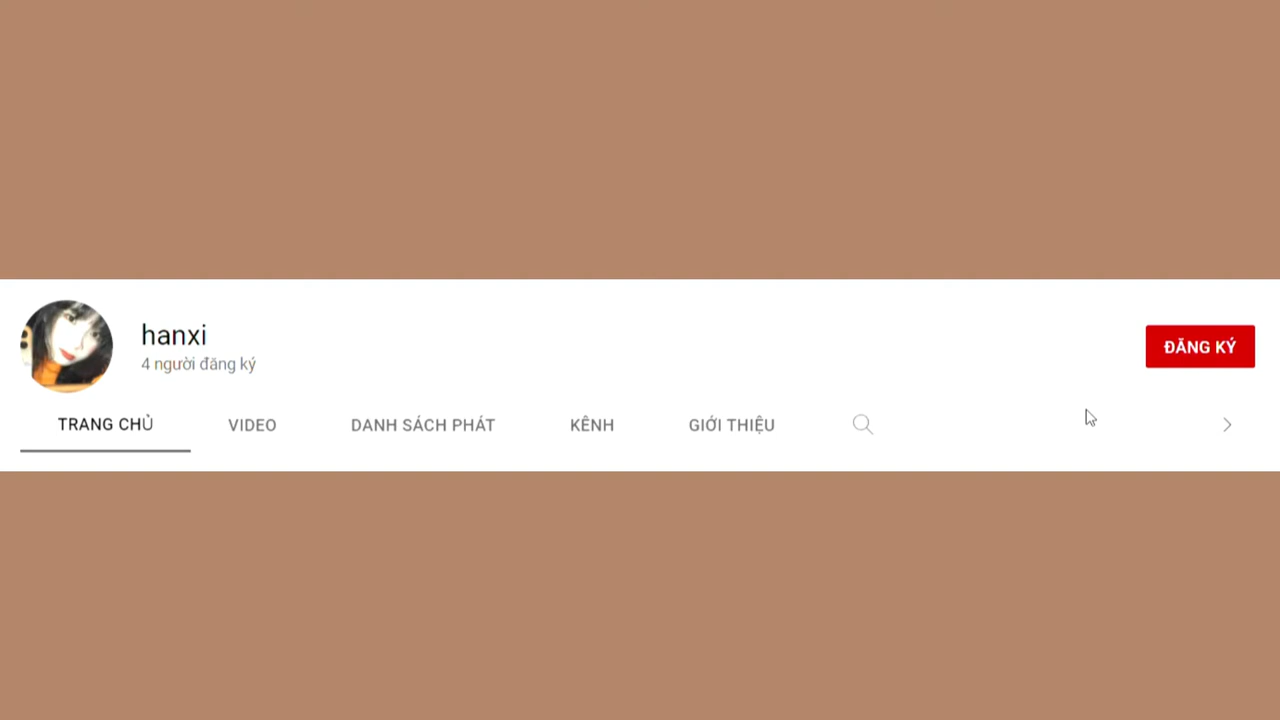 hanxi
4 người đăng ký
ĐĂNG KÝ
TRANG CHỦ
VIDEO
DANH SÁCH PHÁT
KÊNH
GIỚI THIỆU